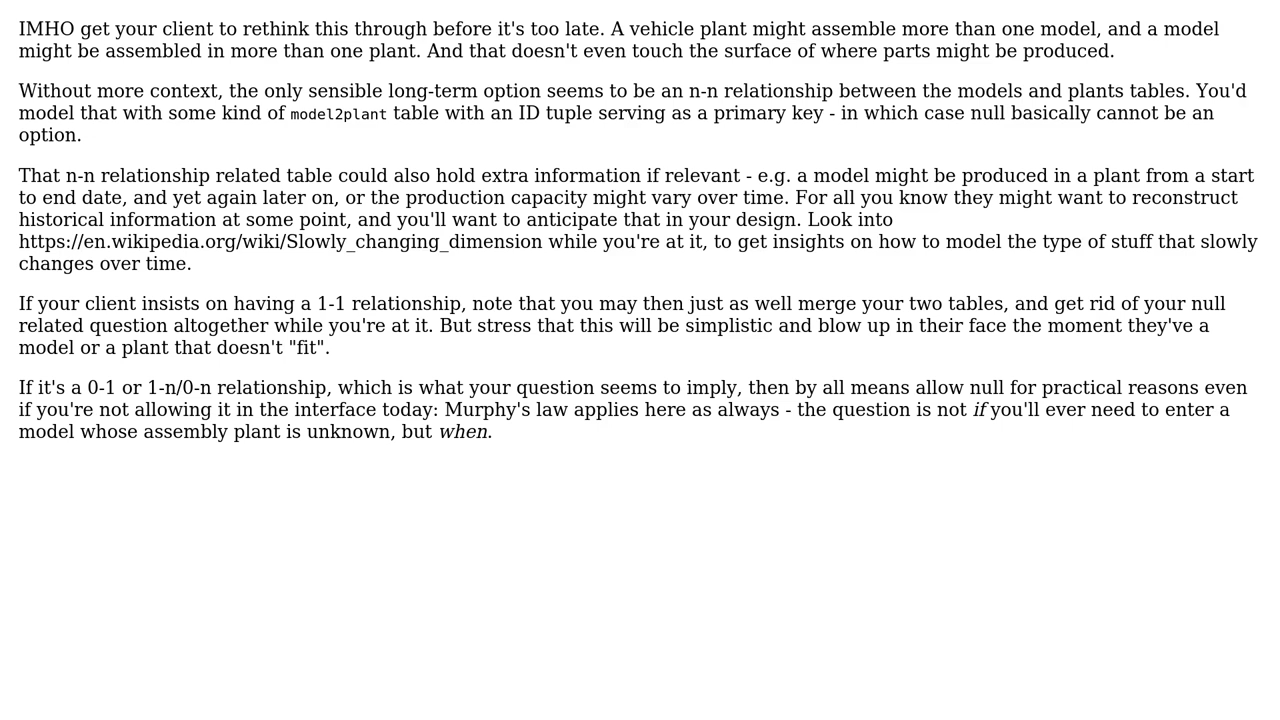 IMHO get your client to rethink this through before it's too late. A vehicle plant might assemble more than one model, and a model
might be assembled in more than one plant. And that doesn't even touch the surface of where parts might be produced.
Without more context, the only sensible long-term option seems to be an n-n relationship between the models and plants tables. You'd
model that with some kind of model2plant table with an ID tuple serving as a primary key - in which case null basically cannot be an
option.
That n-n relationship related table could also hold extra information if relevant - e.g. a model might be produced in a plant from a start
to end date, and yet again later on, or the production capacity might vary over time. For all you know they might want to reconstruct
historical information at some point, and you'll want to anticipate that in your design. Look into
https://en.wikipedia.org/wiki/Slowly_changing_dimension while you're at it, to get insights on how to model the type of stuff that slowly
changes over time.
If your client insists on having a 1-1 relationship, note that you may then just as well merge your two tables, and get rid of your null
related question altogether while you're at it. But stress that this will be simplistic and blow up in their face the moment they've a
model or a plant that doesn't "fit".
If it's a 0-1 or 1-n/0-n relationship, which is what your question seems to imply, then by all means allow null for practical reasons even
if you're not allowing it in the interface today: Murphy's law applies here as always - the question is not if you'll ever need to enter a
model whose assembly plant is unknown, but when.